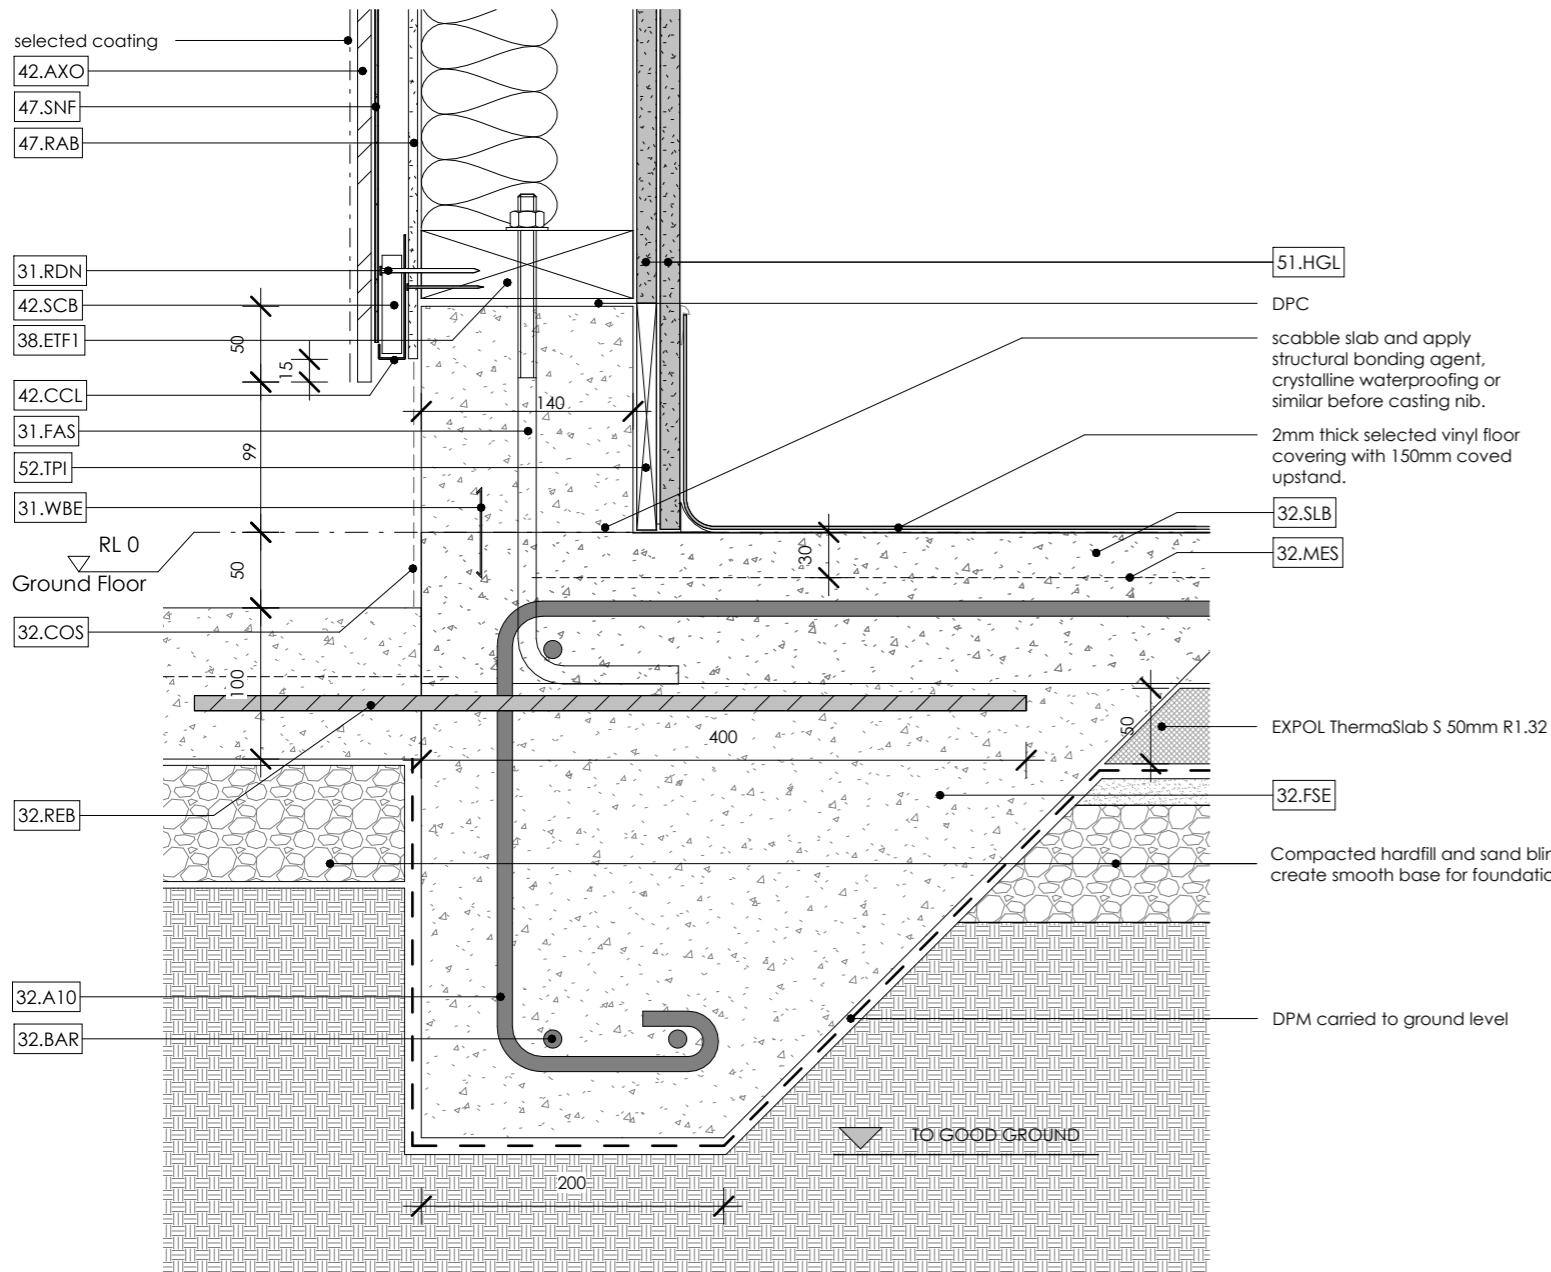 selected coating
42.AXO
47.SNF
47.RAB
31.RDN
42.SCB
38.ETF1
42.CCL
31.FAS
52.TPI
31.WBE
RL 0
Ground Floor
32.COS
32.REB
32.A10
32.BAR
50
15
99
50
100
140
30
400
50
200
TO GOOD GROUND
51.HGL
DPC
scabble slab and apply
structural bonding agent,
crystalline waterproofing or
similar before casting nib.
2mm thick selected vinyl floor
covering with 150mm coved
upstand.
32.SLB
32.MES
EXPOL ThermaSlab S 50mm R1.32
32.FSE
Compacted hardfill and sand
create smooth base for
DPM carried to ground level